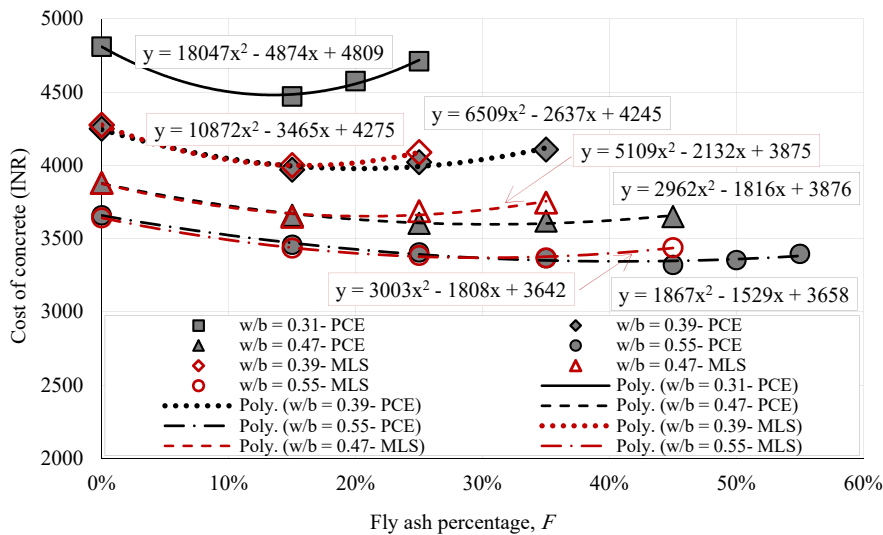 Cost of concrete (INR)
5000
4500
4000
3500
3000
2500
2000
y = 18047x² - 4874x + 4809
y = 10872x² - 3465x + 4275
y = 6509x² - 2637x + 4245
y = 5109x² - 2132x + 3875
y = 2962x² - 1816x + 3876
y = 3003x² - 1808x + 3642
y = 1867x² - 1529x + 3658
w/b = 0.31- PCE
w/b = 0.39- PCE
w/b = 0.47- PCE
w/b = 0.55- PCE
w/b = 0.39- MLS
w/b = 0.47- MLS
w/b = 0.55- MLS
Poly. (w/b = 0.31- PCE)
Poly. (w/b = 0.39- PCE)
Poly. (w/b = 0.47- PCE)
Poly. (w/b = 0.55- PCE)
Poly. (w/b = 0.39- MLS)
Poly. (w/b = 0.47- MLS)
Poly. (w/b = 0.55- MLS)
0%
10%
20%
30%
40%
50%
60%
Fly ash percentage, F